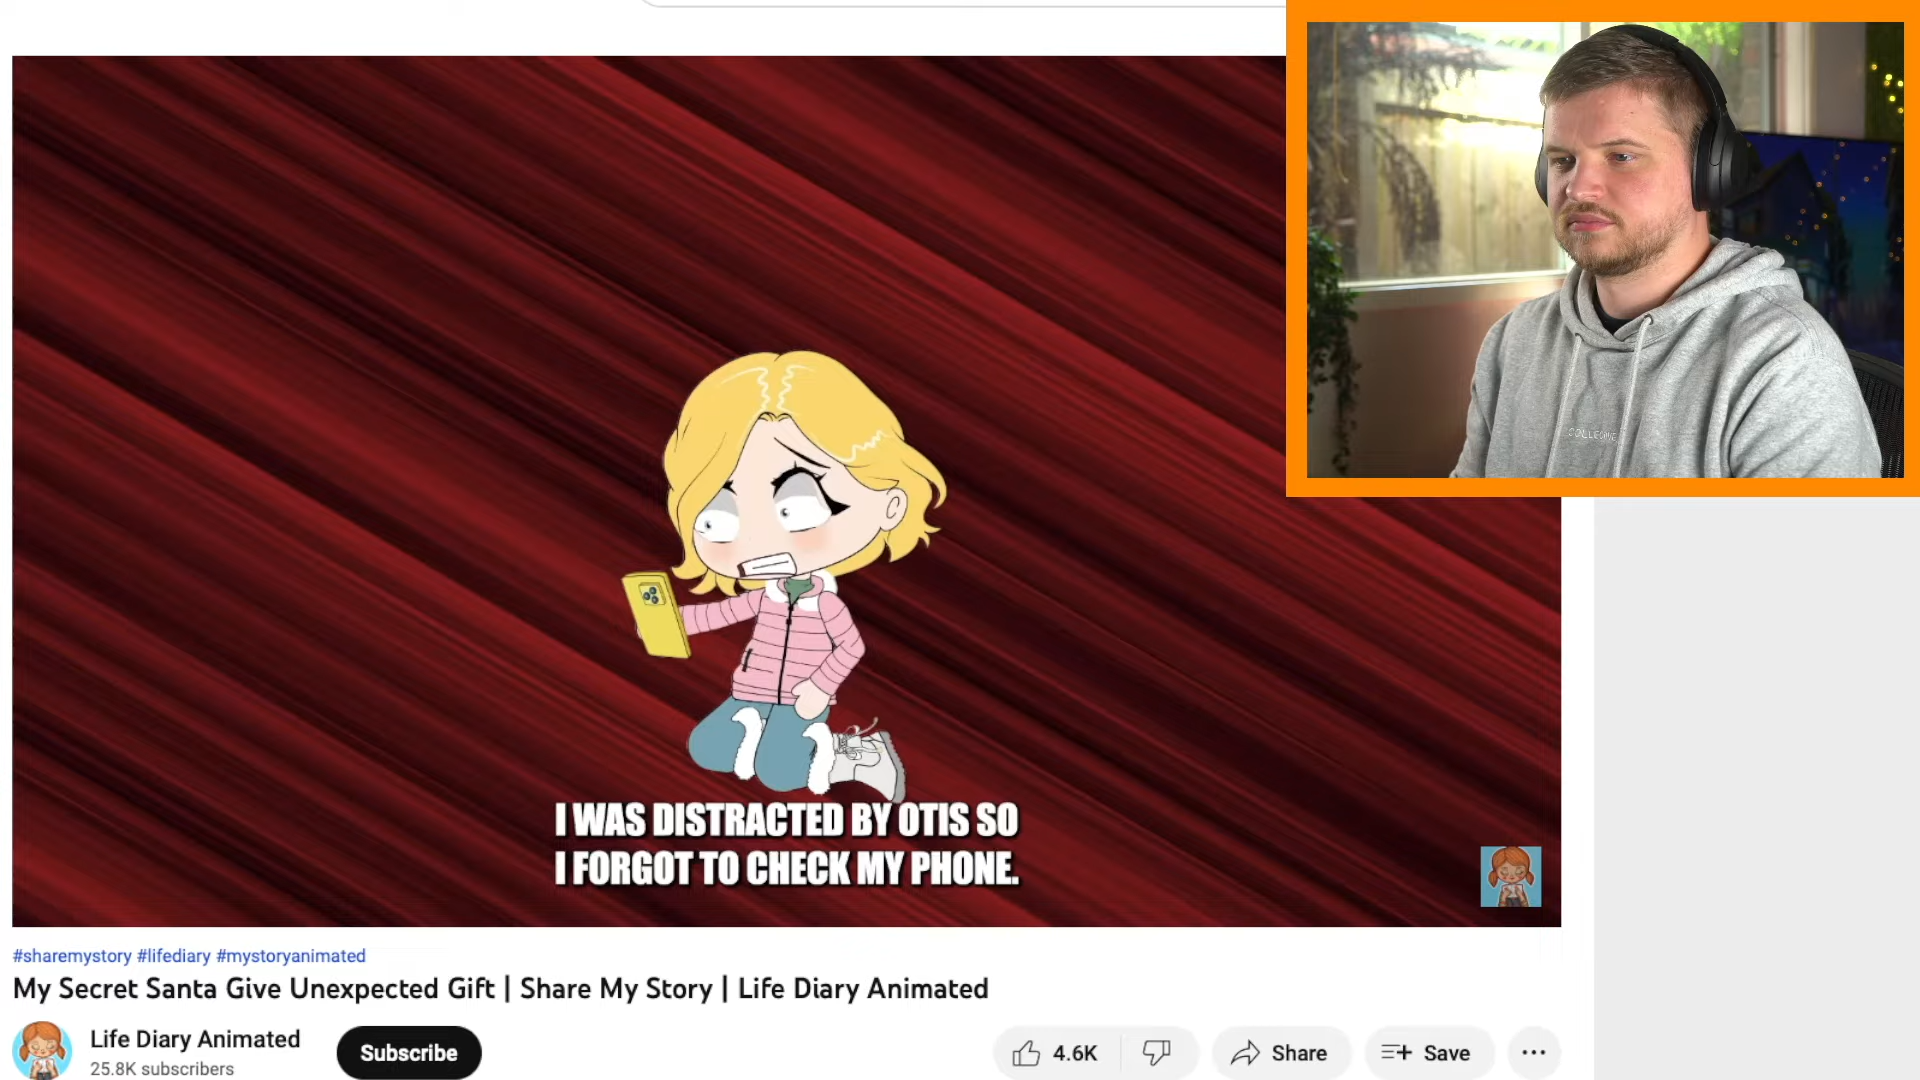 COLLECTIVE
I WAS DISTRACTED BY OTIS SO
I FORGOT TO CHECK MY PHONE.
#sharemystory #lifediary #mystoryanimated
My Secret Santa Give Unexpected Gift | Share My Story | Life Diary Animated
Life Diary Animated
25.8K subscribers
Subscribe
4.6K
Share
Save